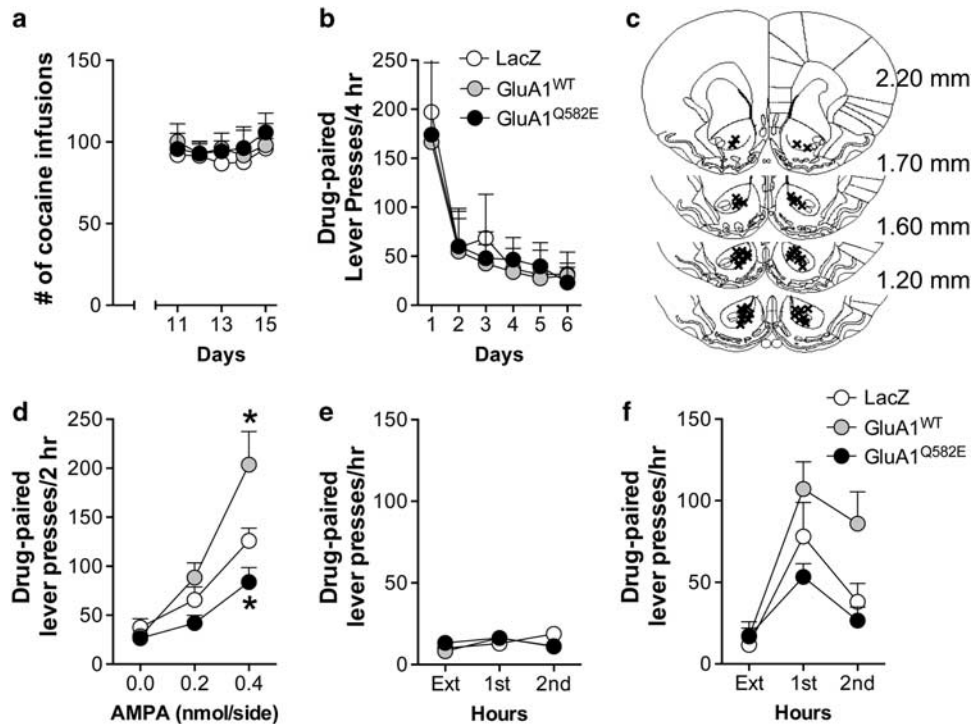 a
# of cocaine infusions
150
100
50
0
11 13 15
Days
b
Drug-paired
Lever Presses/4 hr
250
200
150
100
50
0
1 2 3 4 5 6
Days
LacZ
GluA1WT
GluA1Q582E
c
2.20 mm
1.70 mm
1.60 mm
1.20 mm
d
Drug-paired
lever presses/2 hr
250
200
150
100
50
0
0.0 0.2 0.4
AMPA (nmol/side)
*
*
e
Drug-paired
lever presses/hr
150
100
50
0
Ext 1st 2nd
Hours
f
Drug-paired
lever presses/hr
150
100
50
0
Ext 1st 2nd
Hours
LacZ
GluA1WT
GluA1Q582E